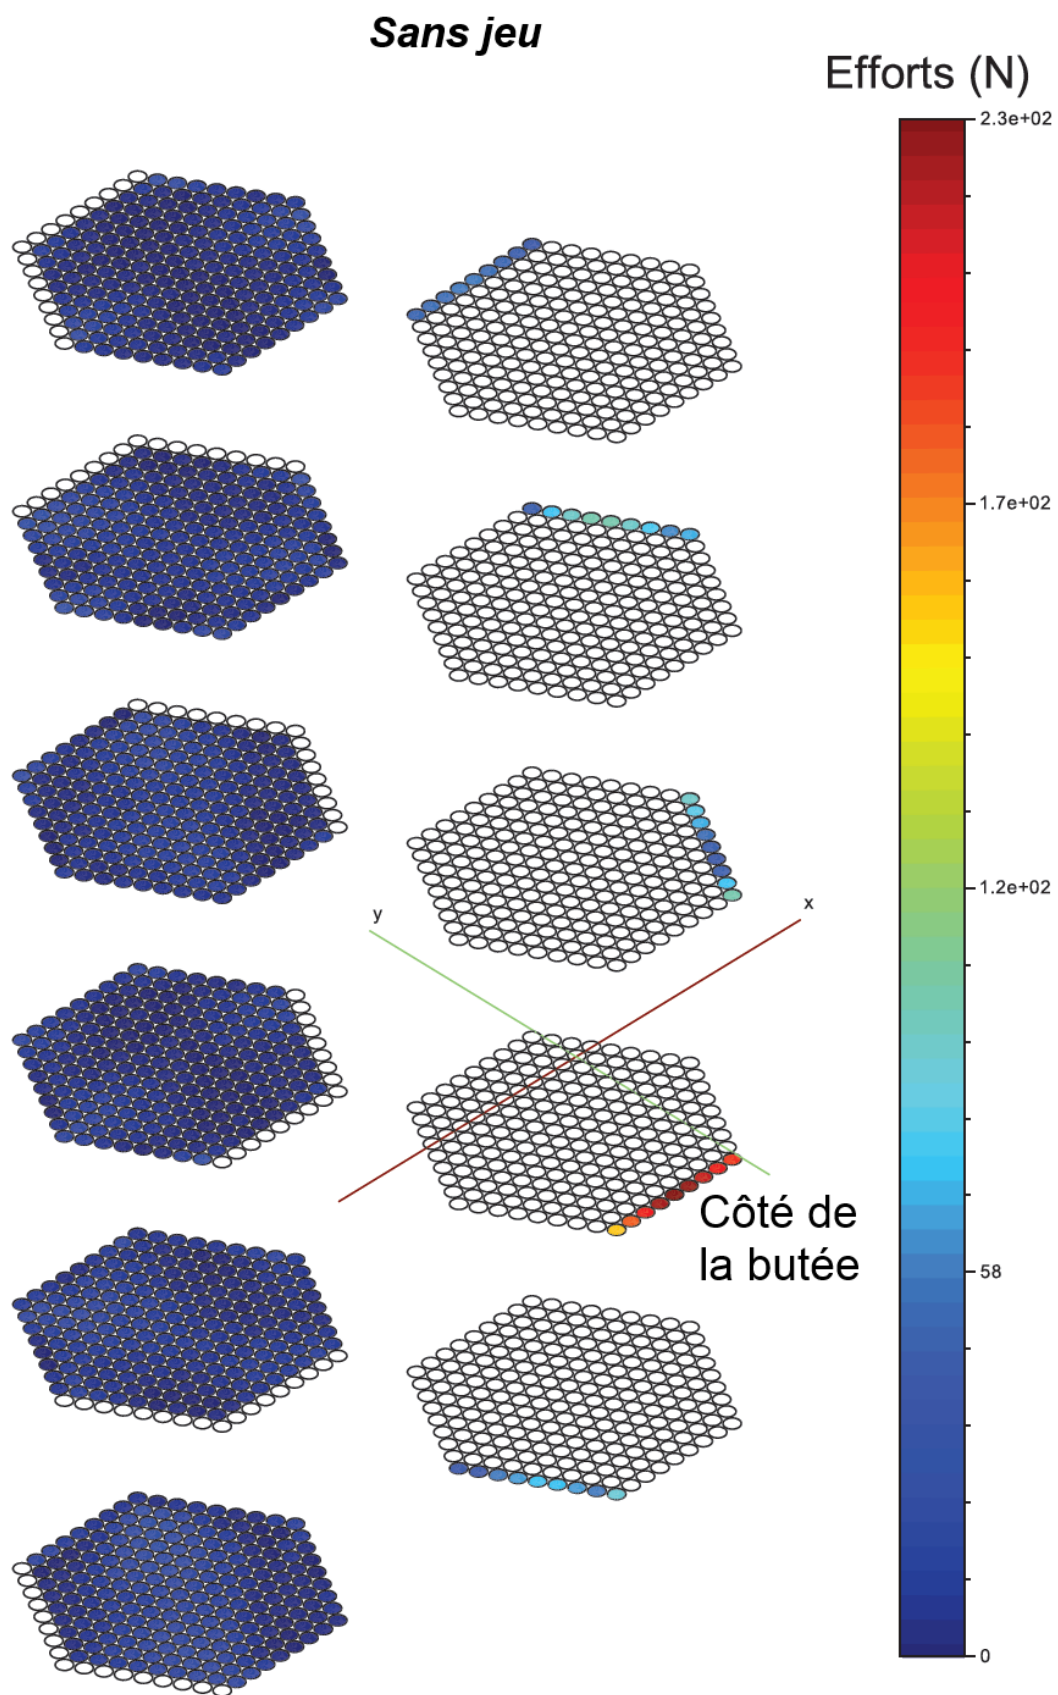 Sans jeu
Efforts (N)
2.3e+02
1.7e+02
1.2e+02
58
0
y
x
Côté de
la butée